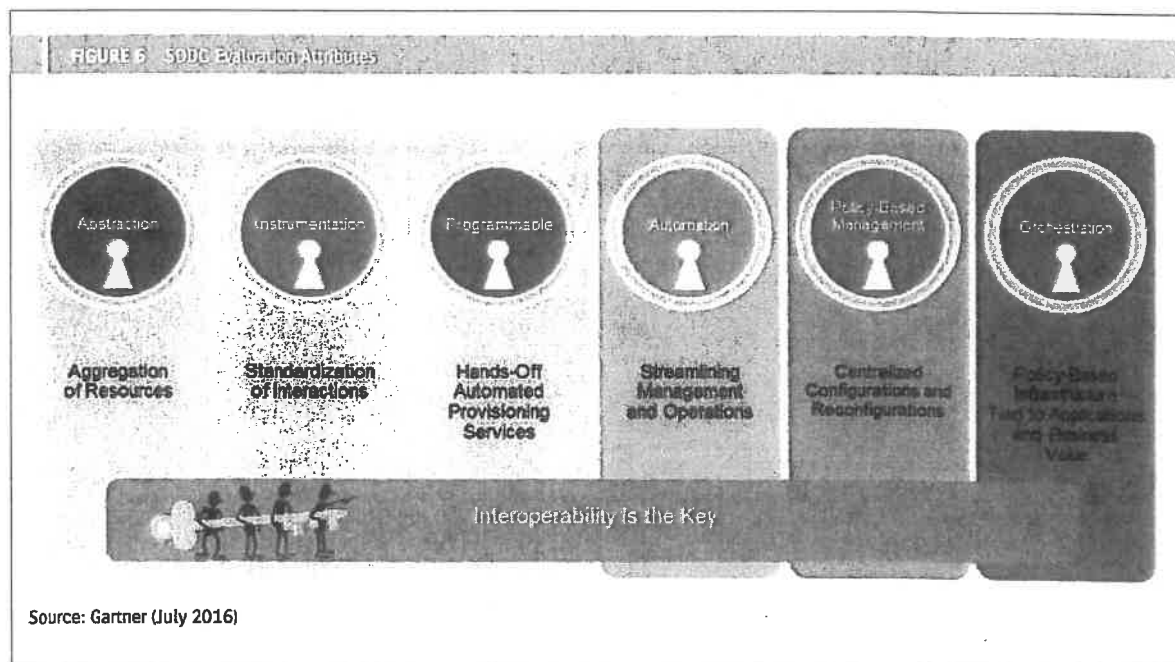 FIGURE 6 SDDC Evaluation Attributes
Abstraction
Instrumentation
Programmable
Automation
Policy-Based
Management
Orchestration
Aggregation
of Resources
Standardization
of Interactions
Hands-Off
Automated
Provisioning
Services
Streamlining
Management
and Operations
Centralized
Configurations and
Reconfigurations
Policy-Based
Infrastructure
Tied to Applications
and Business
Value
Interoperability is the Key
Source: Gartner (July 2016)